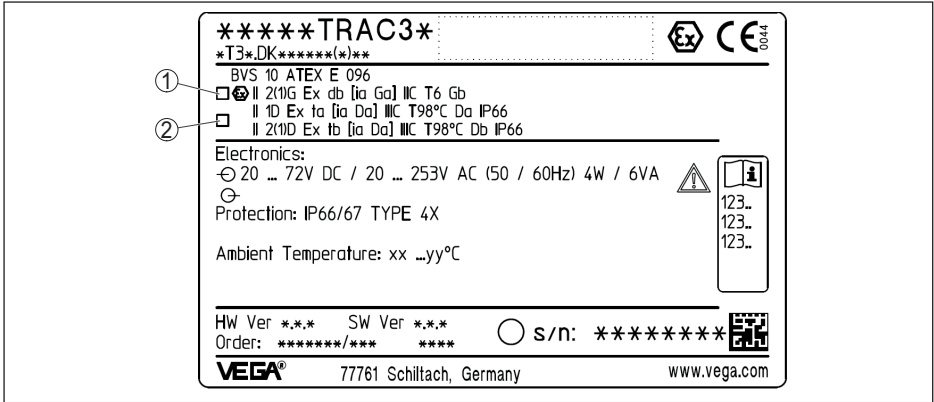 *****TRAC3*
*T3*.DK******(*)**
Ex CE 0044
BVS 10 ATEX E 096
1
Ex II 2(1)G Ex db [ia Ga] IIC T6 Gb
II 1D Ex ta [ia Da] IIIC T98°C Da IP66
2
II 2(1)D Ex tb [ia Da] IIIC T98°C Db IP66
Electronics:
20 ... 72V DC / 20 ... 253V AC (50 / 60Hz) 4W / 6VA
Protection: IP66/67 TYPE 4X
Ambient Temperature: xx ...yy°C
i
123..
123..
123..
HW Ver *.*.* SW Ver *.*.*
Order: *******/*** ****
s/n: ********
VEGA® 77761 Schiltach, Germany www.vega.com